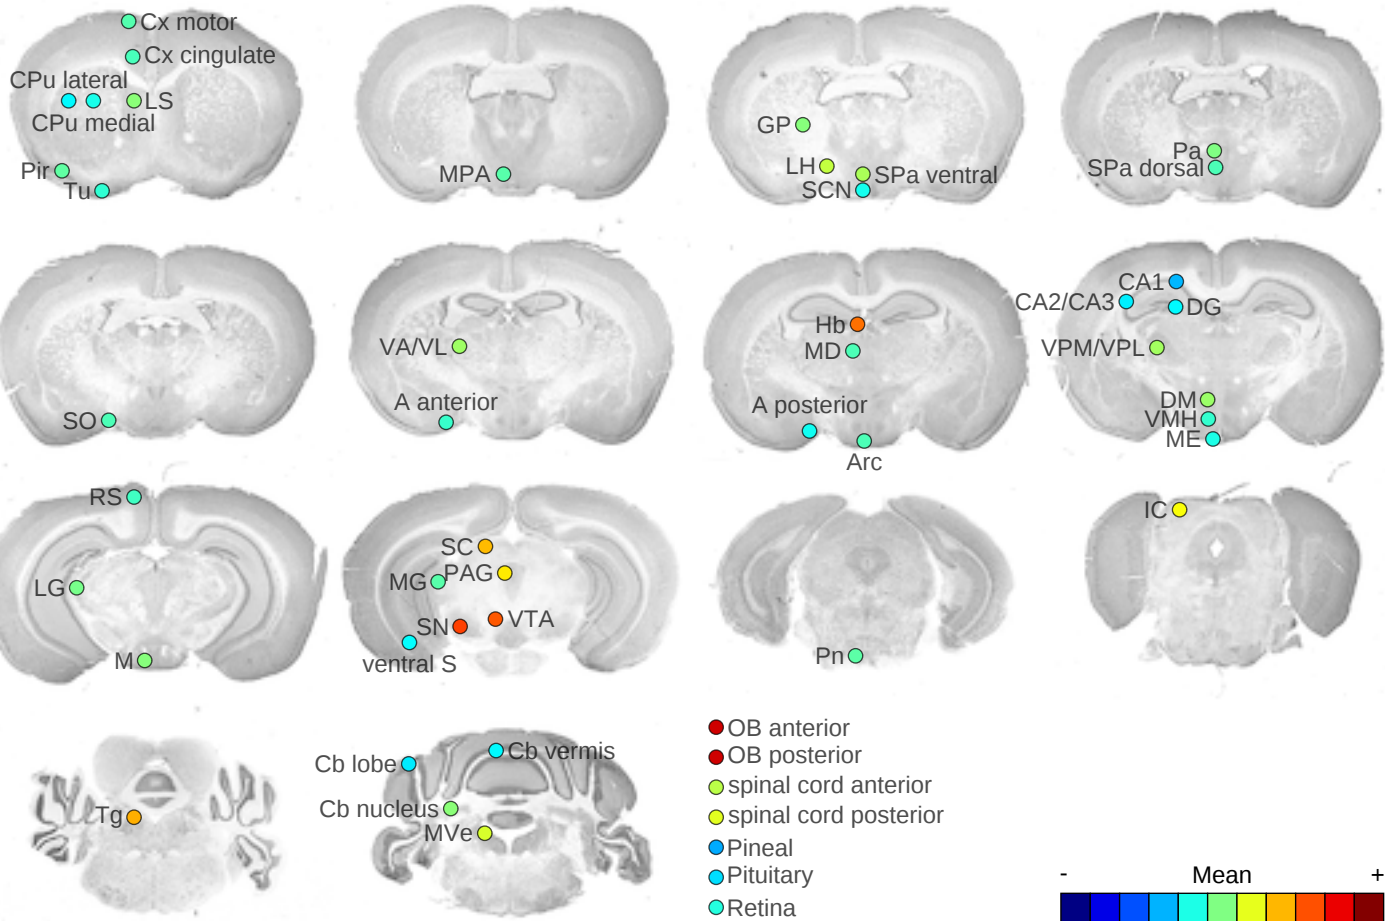 Cx motor
Cx cingulate
CPu lateral
LS
CPu medial
Pir
Tu
MPA
GP
LH
SPa ventral
SCN
Pa
SPa dorsal
SO
VA/VL
A anterior
Hb
MD
A posterior
Arc
CA1
CA2/CA3
DG
VPM/VPL
DM
VMH
ME
RS
LG
M
SC
PAG
MG
SN
VTA
ventral S
Pn
IC
Tg
Cb lobe
Cb vermis
Cb nucleus
MVe
OB anterior
OB posterior
spinal cord anterior
spinal cord posterior
Pineal
Pituitary
Retina
- Mean +